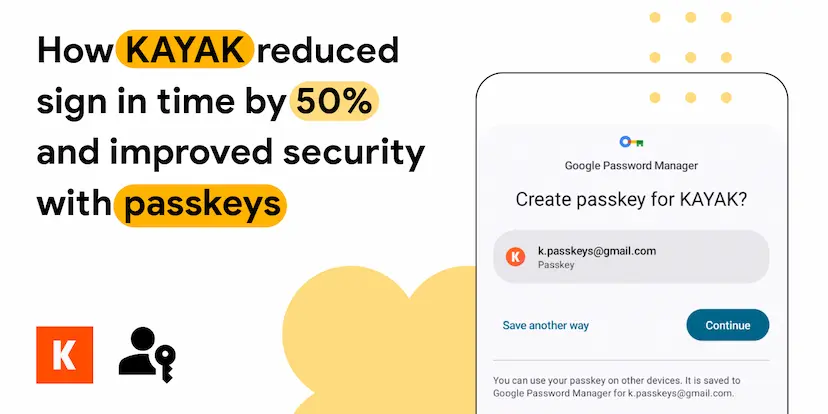 How KAYAK reduced
sign in time by 50%
and improved security
with passkeys
K
Google Password Manager
Create passkey for KAYAK?
K
k.passkeys@gmail.com
Passkey
Save another way
Continue
You can use your passkey on other devices. It is saved to
Google Password Manager for k.passkeys@gmail.com.